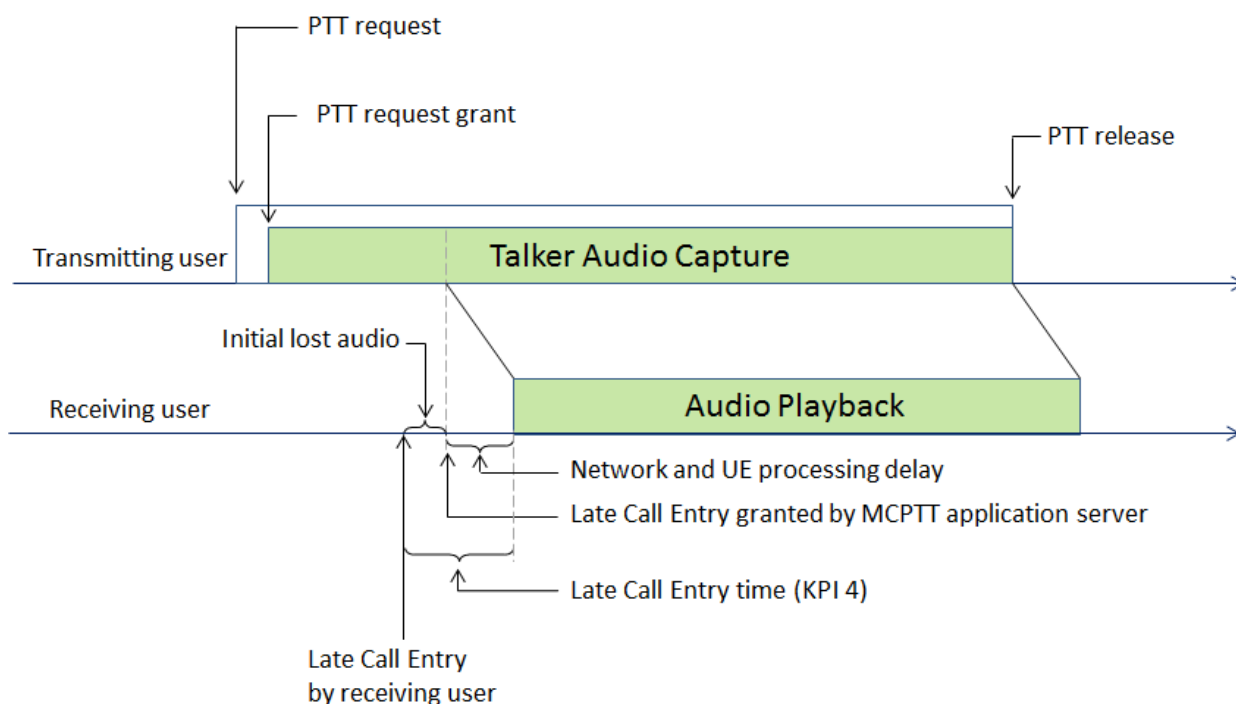 PTT request
PTT request grant
PTT release
Transmitting user
Talker Audio Capture
Initial lost audio
Receiving user
Audio Playback
Network and UE processing delay
Late Call Entry granted by MCPTT application server
Late Call Entry time (KPI 4)
Late Call Entry
by receiving user